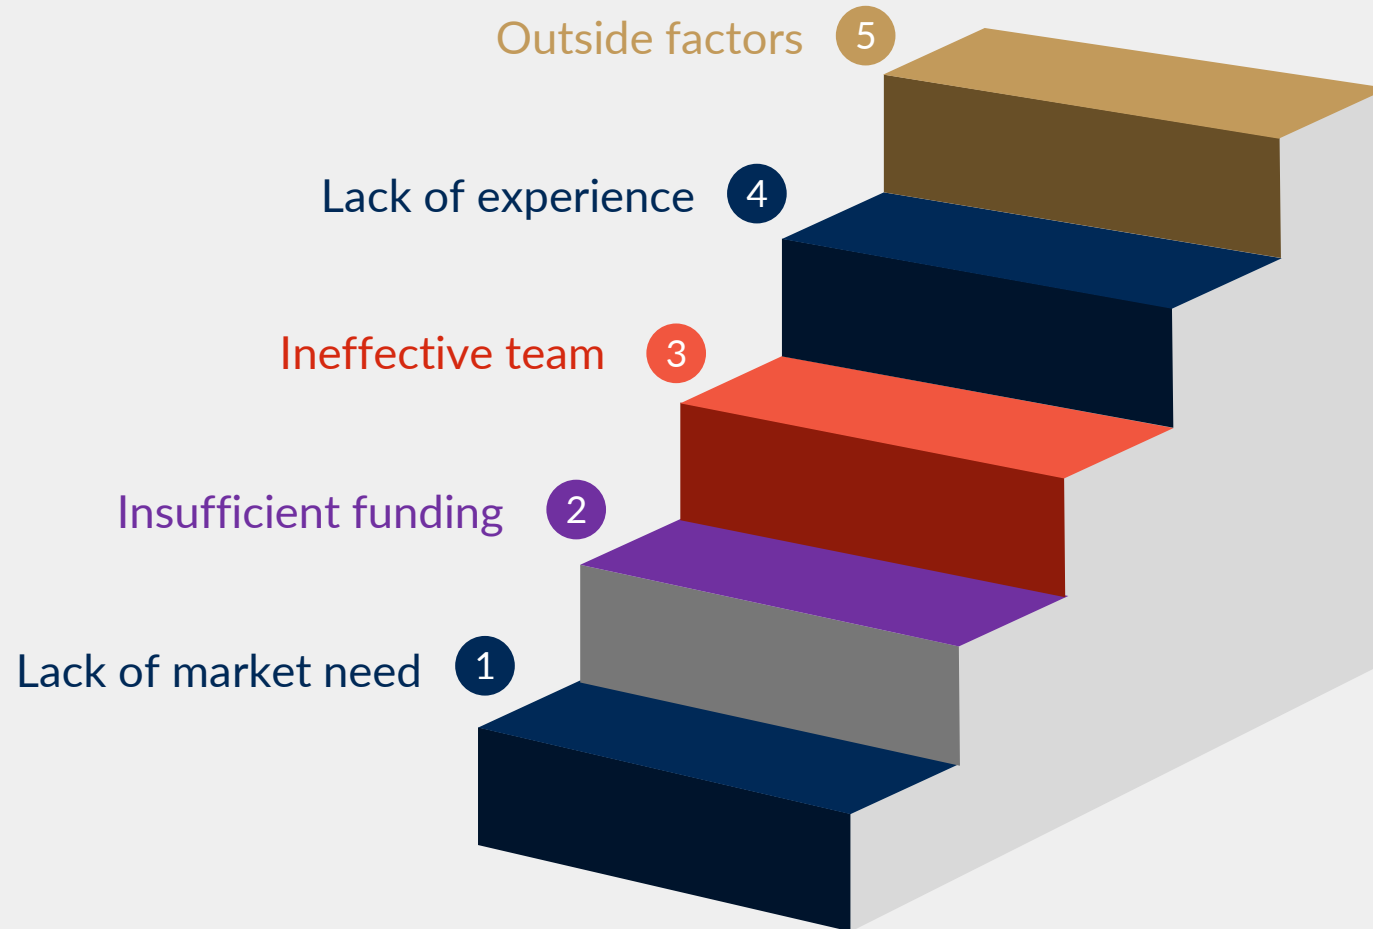 Outside factors 5
Lack of experience 4
Ineffective team 3
Insufficient funding 2
Lack of market need 1